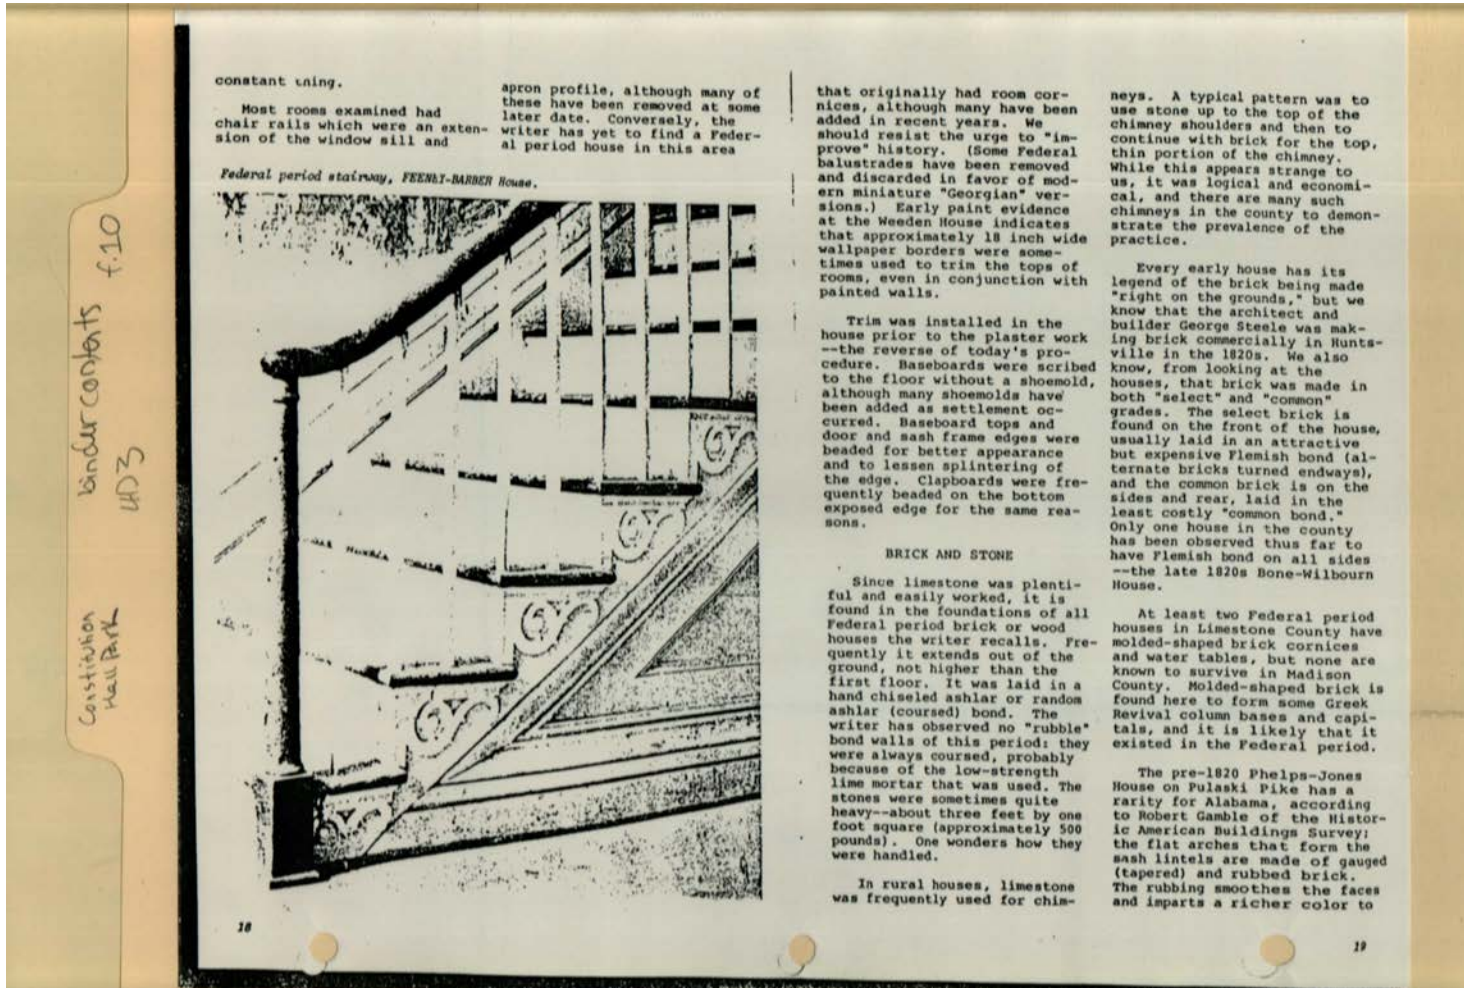 constant
Most rooms examined had
chair rails which were an exten-
sion of the window sill and
apron profile, although many of
these have been removed at some
later date. Conversely, the
writer has yet to find a Feder-
al period house in this area
Federal period stairway, FEENEY-BARBER House.
18
that originally had room cor-
nices, although many have been
added in recent years. We
should resist the urge to "im-
prove" history. (Some Federal
balustrades have been removed
and discarded in favor of mod-
ern miniature "Georgian" ver-
sions.) Early paint evidence
at the Weeden House indicates
that approximately 18 inch wide
wallpaper borders were some-
times used to trim the tops of
rooms, even in conjunction with
painted walls.
Trim was installed in the
house prior to the plaster work
--the reverse of today's pro-
cedure. Baseboards were scribed
to the floor without a shoemold,
although many shoemolds have
been added as settlement oc-
curred. Baseboard tops and
door and sash frame edges were
beaded for better appearance
and to lessen splintering of
the edge. Clapboards were fre-
quently beaded on the bottom
exposed edge for the same rea-
sons.
BRICK AND STONE
Since limestone was plenti-
ful and easily worked, it is
found in the foundations of all
Federal period brick or wood
houses the writer recalls. Fre-
quently it extends out of the
ground, not higher than the
first floor. It was laid in a
hand chiseled ashlar or random
ashlar (coursed) bond. The
writer has observed no "rubble"
bond walls of this period; they
were always coursed, probably
because of the low-strength
lime mortar that was used. The
stones were sometimes quite
heavy--about three feet by one
foot square (approximately 500
pounds). One wonders how they
were handled.
In rural houses, limestone
was frequently used for chim-
neys. A typical pattern was to
use stone up to the top of the
chimney shoulders and then to
continue with brick for the top,
thin portion of the chimney.
While this appears strange to
us, it was logical and economi-
cal, and there are many such
chimneys in the county to demon-
strate the prevalence of the
practice.
Every early house has its
legend of the brick being made
"right on the grounds," but we
know that the architect and
builder George Steele was mak-
ing brick commercially in Hunts-
ville in the 1820s. We also
know, from looking at the
houses, that brick was made in
both "select" and "common"
grades. The select brick is
found on the front of the house,
usually laid in an attractive
but expensive Flemish bond (al-
ternate bricks turned endways),
and the common brick is on the
sides and rear, laid in the
least costly "common bond."
Only one house in the county
has been observed thus far to
have Flemish bond on all sides
--the late 1820s Bone-Wilbourn
House.
At least two Federal period
houses in Limestone County have
molded-shaped brick cornices
and water tables, but none are
known to survive in Madison
County. Molded-shaped brick is
found here to form some Greek
Revival column bases and capi-
tals, and it is likely that it
existed in the Federal period.
The pre-1820 Phelps-Jones
House on Pulaski Pike has a
rarity for Alabama, according
to Robert Gamble of the Histor-
ic American Buildings Survey;
the flat arches that form the
sash lintels are made of gauged
(tapered) and rubbed brick.
The rubbing smoothes the faces
and imparts a richer color to
19
Constitution
Hall Park
binder contents f.10